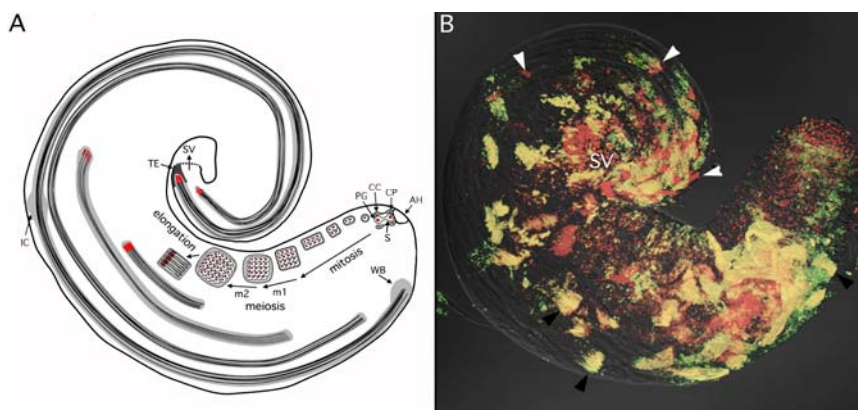 A
SV
TE
CC
CP
PG
AH
S
IC
elongation
mitosis
WB
m2
m1
meiosis
B
SV